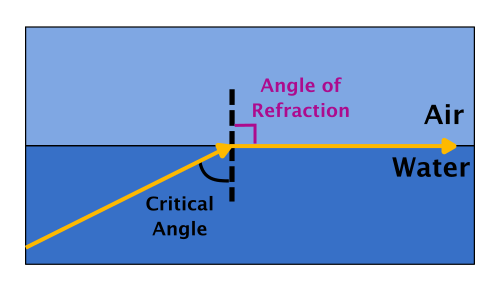 Angle of
Refraction
Air
Water
Critical
Angle